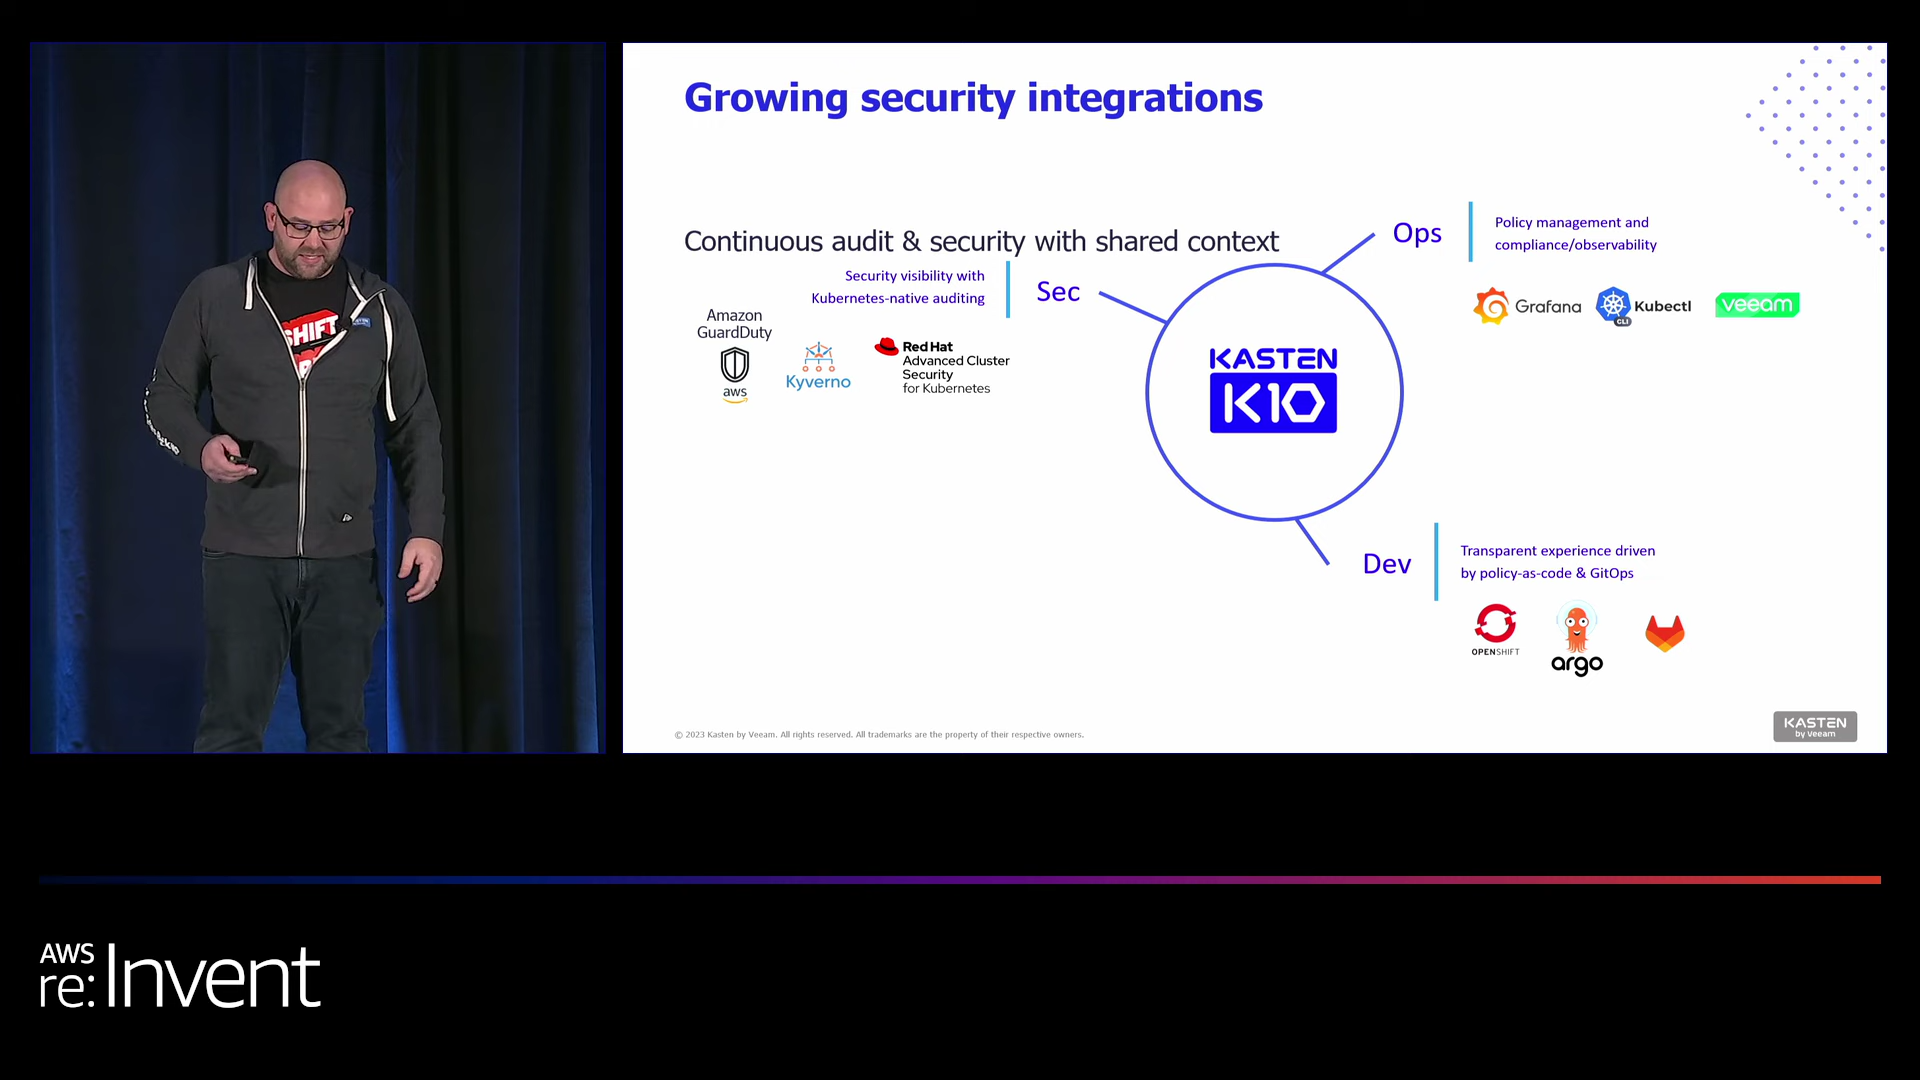 Growing security integrations
Continuous audit & security with shared context
Security visibility with
Kubernetes-native auditing
Sec
Amazon
GuardDuty
aws
Kyverno
Red Hat
Advanced Cluster
Security
for Kubernetes
KASTEN
K10
Ops
Policy management and
compliance/observability
Grafana
Kubectl
CLI
veeam
Dev
Transparent experience driven
by policy-as-code & GitOps
OPENSHIFT
argo
© 2023 Kasten by Veeam. All rights reserved. All trademarks are the property of their respective owners.
KASTEN
by Veeam
SHIFT
AWS
re:Invent